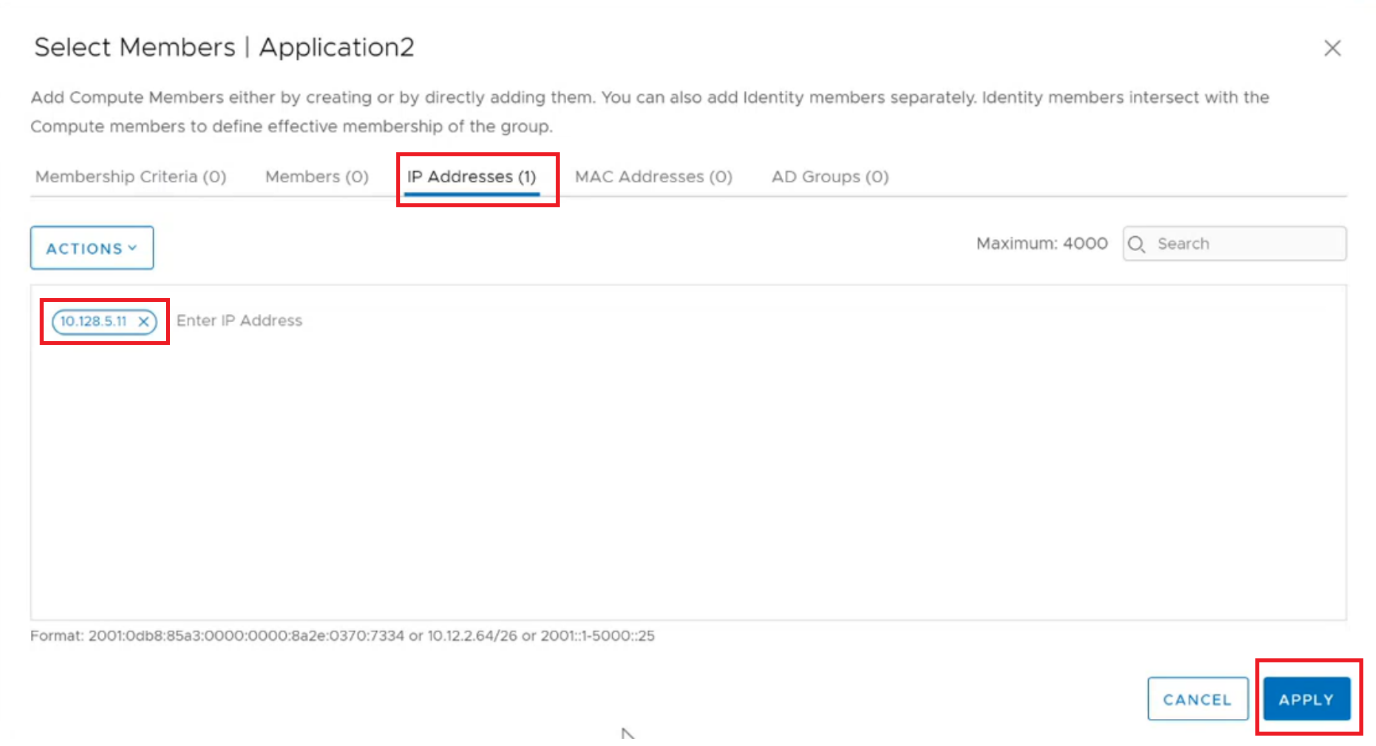 Select Members | Application2
Add Compute Members either by creating or by directly adding them. You can also add Identity members separately. Identity members intersect with the
Compute members to define effective membership of the group.
Membership Criteria (0) Members (0) IP Addresses (1) MAC Addresses (0) AD Groups (0)
ACTIONS Maximum: 4000 Search
10.128.5.11 Enter IP Address
Format: 2001:0db8:85a3:0000:0000:8a2e:0370:7334 or 10.12.2.64/26 or 2001::1-5000::25
CANCEL APPLY